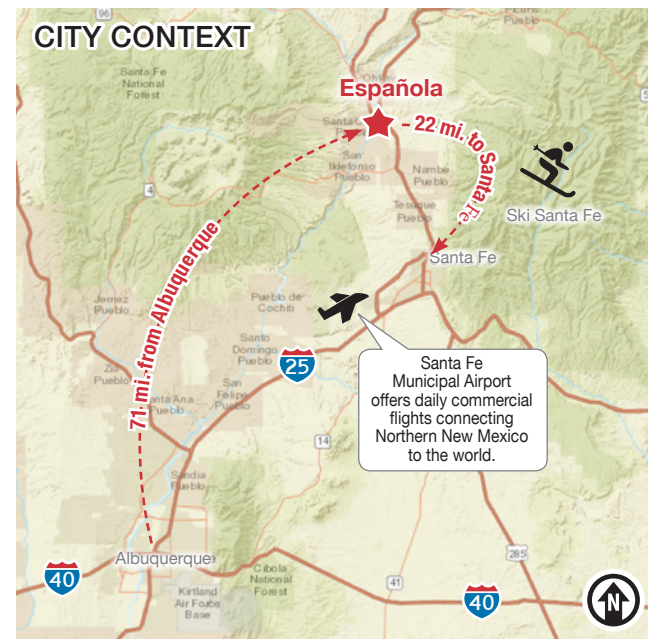 CITY CONTEXT
Santa Fe
National
Forest
Española
22 mi. to Santa Fe
San
Ildefonso
Pueblo
Nambe
Pueblo
Tesuque
Pueblo
Ski Santa Fe
4
Santa Fe
71 mi. from Albuquerque
Jemez
Pueblo
Pueblo de
Cochiti
Santo
Domingo
Pueblo
25
Zia
Pueblo
Santa Fe
Municipal Airport
offers daily commercial
flights connecting
Northern New Mexico
to the world.
San
Felipe
Pueblo
Santa Ana
Pueblo
14
Sandia
Pueblo
Albuquerque
285
40
Cibola
National
Forest
Kirtland
Air Force
Base
41
40
N